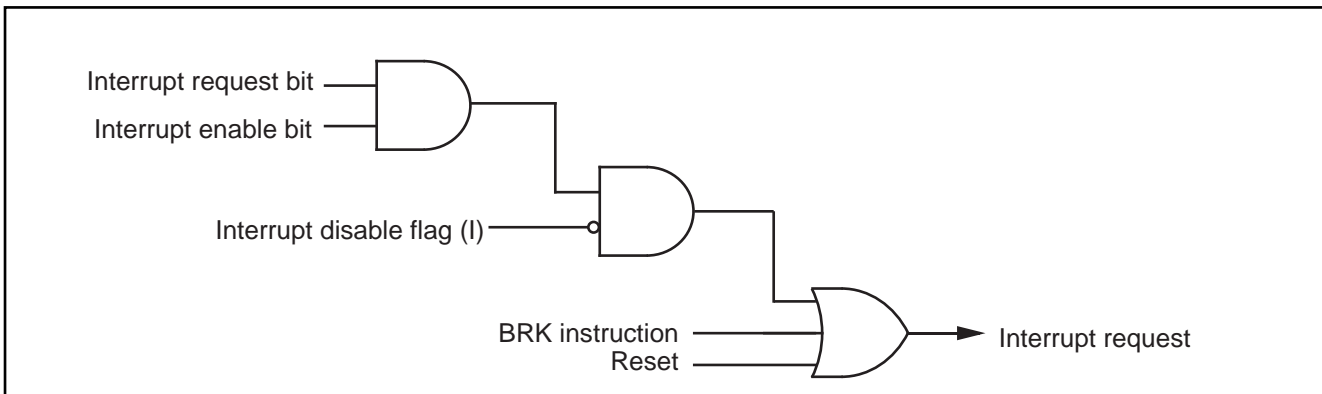 Interrupt request bit
Interrupt enable bit
Interrupt disable flag (I)
BRK instruction
Reset
Interrupt request